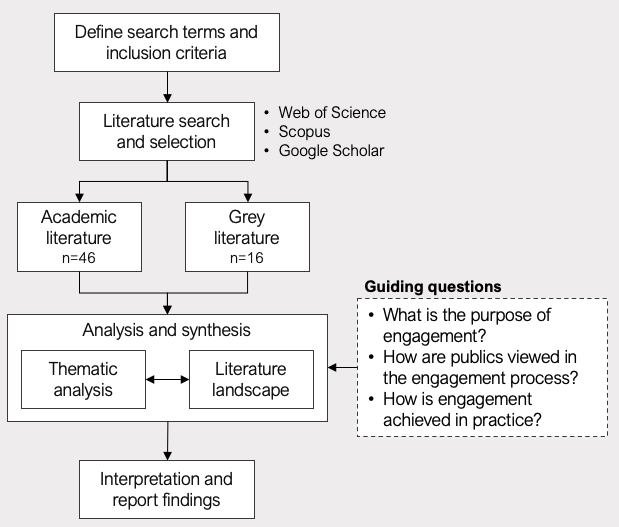 Define search terms and
inclusion criteria
Literature search
and selection
• Web of Science
• Scopus
• Google Scholar
Academic
literature
n=46
Grey
literature
n=16
Analysis and synthesis
Thematic
analysis
Literature
landscape
Guiding questions
• What is the purpose of
engagement?
• How are publics viewed in
the engagement process?
• How is engagement
achieved in practice?
Interpretation and
report findings